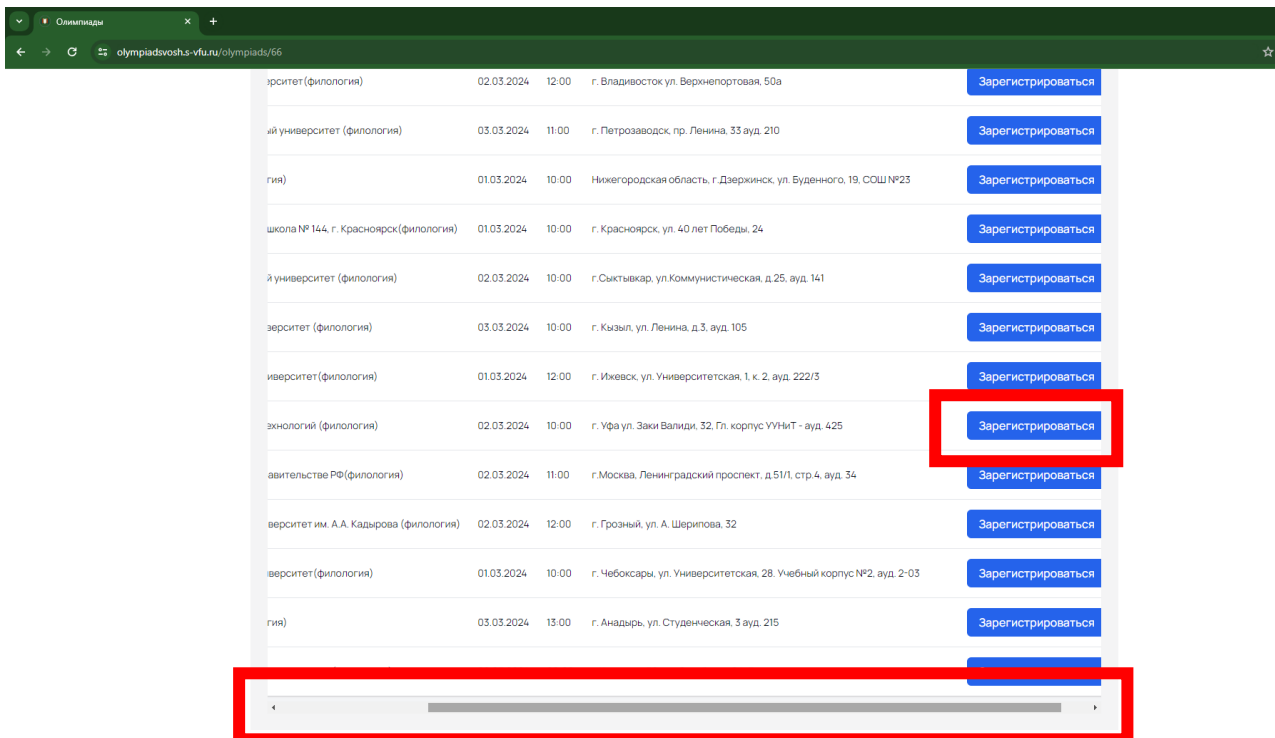 Олимпиады
olympiadsvosh.s-vfu.ru/olympiads/66
ерситет(филология) 02.03.2024 12:00 г. Владивосток ул. Верхнепортовая, 50а Зарегистрироваться
ый университет (филология) 03.03.2024 11:00 г. Петрозаводск, пр. Ленина, 33 ауд. 210 Зарегистрироваться
гия) 01.03.2024 10:00 Нижегородская область, г.Дзержинск, ул. Буденного, 19, СОШ №23 Зарегистрироваться
школа № 144, г. Красноярск(филология) 01.03.2024 10:00 г. Красноярск, ул. 40 лет Победы, 24 Зарегистрироваться
й университет (филология) 02.03.2024 10:00 г.Сыктывкар, ул.Коммунистическая, д.25, ауд. 141 Зарегистрироваться
верситет (филология) 03.03.2024 10:00 г. Кызыл, ул. Ленина, д.3, ауд. 105 Зарегистрироваться
иверситет(филология) 01.03.2024 12:00 г. Ижевск, ул. Университетская, 1, к. 2, ауд. 222/3 Зарегистрироваться
ехнологий (филология) 02.03.2024 10:00 г. Уфа ул. Заки Валиди, 32, Гл. корпус УУНиТ - ауд. 425 Зарегистрироваться
авительстве РФ(филология) 02.03.2024 11:00 г.Москва, Ленинградский проспект, д.51/1, стр.4, ауд. 34 Зарегистрироваться
верситет им. А.А. Кадырова (филология) 02.03.2024 12:00 г. Грозный, ул. А. Шерипова, 32 Зарегистрироваться
иверситет(филология) 01.03.2024 10:00 г. Чебоксары, ул. Университетская, 28. Учебный корпус №2, ауд. 2-03 Зарегистрироваться
гия) 03.03.2024 13:00 г. Анадырь, ул. Студенческая, 3 ауд. 215 Зарегистрироваться